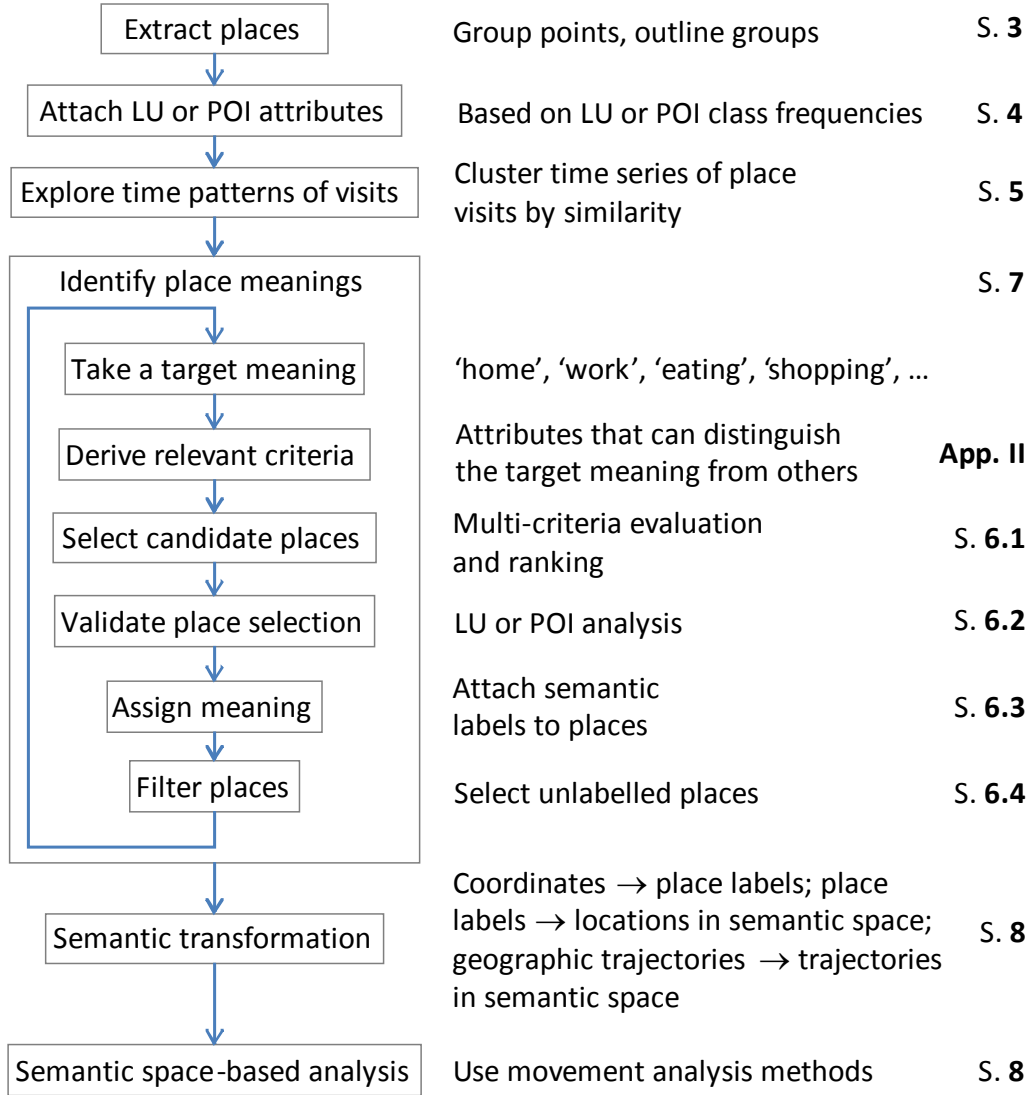 Extract places
Group points, outline groups
S. 3
Attach LU or POI attributes
Based on LU or POI class frequencies
S. 4
Explore time patterns of visits
Cluster time series of place
visits by similarity
S. 5
Identify place meanings
S. 7
Take a target meaning
‘home’, ‘work’, ‘eating’, ‘shopping’, ...
Derive relevant criteria
Attributes that can distinguish
the target meaning from others
App. II
Select candidate places
Multi-criteria evaluation
and ranking
S. 6.1
Validate place selection
LU or POI analysis
S. 6.2
Assign meaning
Attach semantic
labels to places
S. 6.3
Filter places
Select unlabelled places
S. 6.4
Semantic transformation
Coordinates → place labels; place
labels → locations in semantic space;
geographic trajectories → trajectories
in semantic space
S. 8
Semantic space-based analysis
Use movement analysis methods
S. 8